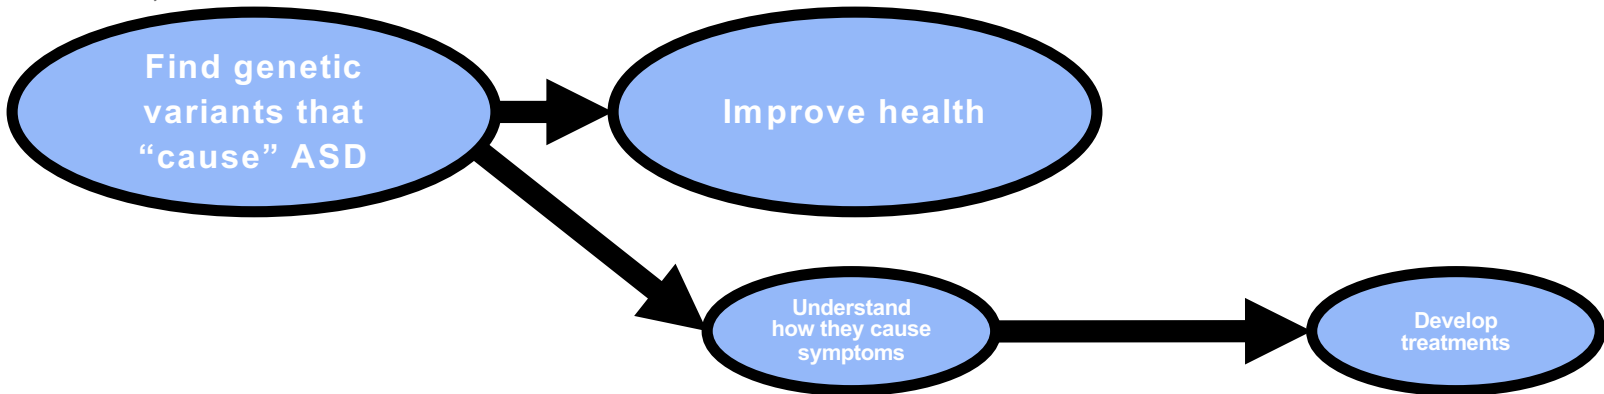 Find genetic
variants that
“cause” ASD
Improve health
Understand
how they cause
symptoms
Develop
treatments